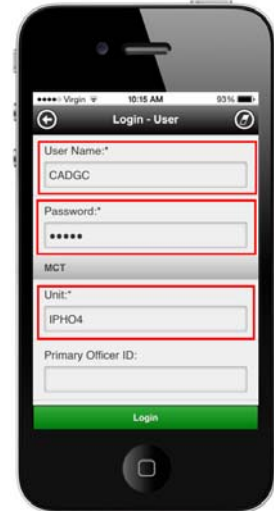 Virgin 10:15 AM 93%
Login - User
User Name:*
CADGC
Password:*
•••••
MCT
Unit:*
IPHO4
Primary Officer ID:
Login